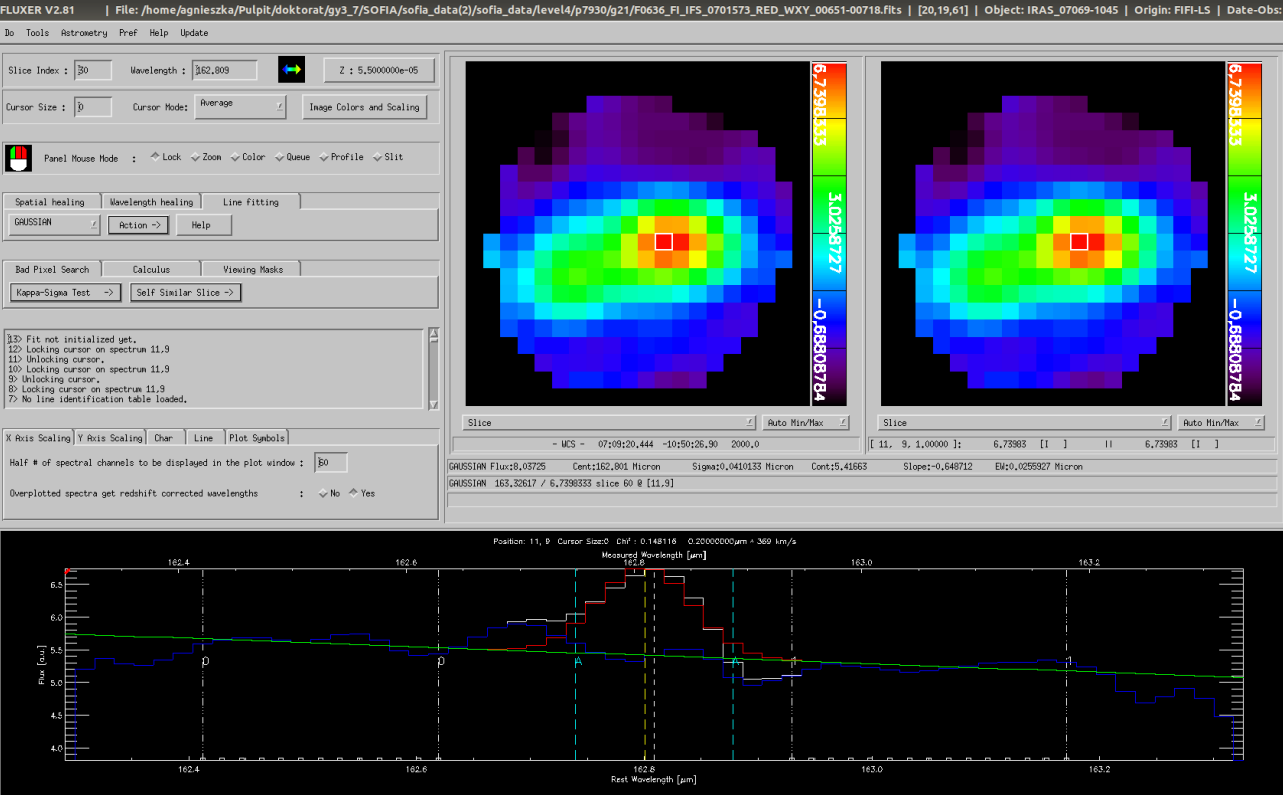 FLUXER V2.81 | File: /home/agnieszka/Pulpit/doktorat/gy3_7/SOFIA/sofia_data(2)/sofia_data/level4/p7930/g21/F0636_FI_IFS_0701573_RED_WXY_00651-00718.fits | [20,19,61] | Object: IRAS_07069-1045 | Origin: FIFI-LS | Date-Obs:
Do Tools Astrometry Pref Help Update
Slice Index : 30 Wavelength : 162.809 Z : 5.5000000e-05
Cursor Size : 0 Cursor Mode: Average Image Colors and Scaling
Panel Mouse Mode : Lock Zoom Color Queue Profile Slit
Spatial healing Wavelength healing Line fitting
GAUSSIAN Action -> Help
Bad Pixel Search Calculus Viewing Masks
Kappa-Sigma Test -> Self Similar Slice ->
13> Fit not initialized yet.
12> Locking cursor on spectrum 11,9
11> Unlocking cursor.
10> Locking cursor on spectrum 11,9
9> Unlocking cursor.
8> Locking cursor on spectrum 11,9
7> No line identification table loaded.
X Axis Scaling Y Axis Scaling Char Line Plot Symbols
Half # of spectral channels to be displayed in the plot window : 60
Overplotted spectra get redshift corrected wavelengths : No Yes
6.7398333
3.0258727
-0.68808784
6.7398333
3.0258727
-0.68808784
Slice Auto Min/Max
Slice Auto Min/Max
- WCS - 07:09:20.444 -10:50:26.90 2000.0
[ 11, 9, 1.00000 ]: 6.73983 [I ] || 6.73983 [I ]
GAUSSIAN Flux:8.03725 Cent:162.801 Micron Sigma:0.0410133 Micron Cont:5.41663 Slope:-0.648712 EW:0.0255927 Micron
GAUSSIAN 163.32617 / 6.7398333 slice 60 @ [11,9]
Position: 11, 9 Cursor Size:0 Chi² : 0.148116 0.20000000μm ^ 369 km/s
Measured Wavelength [μm]
162.4 162.6 162.8 163.0 163.2
6.5
6.0
5.5
5.0
4.5
4.0
Flux [a.u.]
0 0 A A 1 1
162.4 162.6 162.8 163.0 163.2
Rest Wavelength [μm]